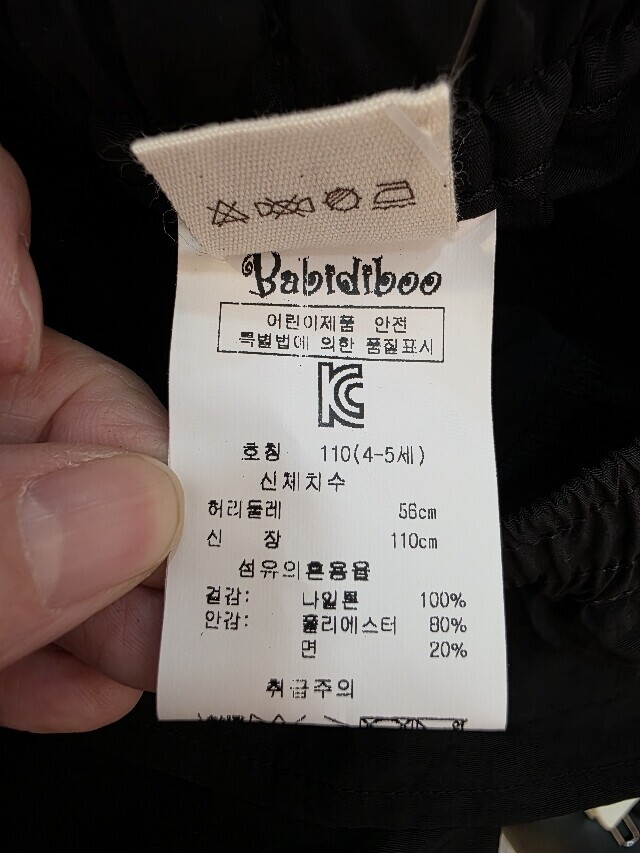 Babidiboo
어린이제품 안전
특별법에 의한 품질표시
KC
호칭 110(4-5세)
신체치수
허리둘레 56cm
신 장 110cm
섬유의혼용율
겉감: 나일론 100%
안감: 폴리에스터 80%
면 20%
취급주의